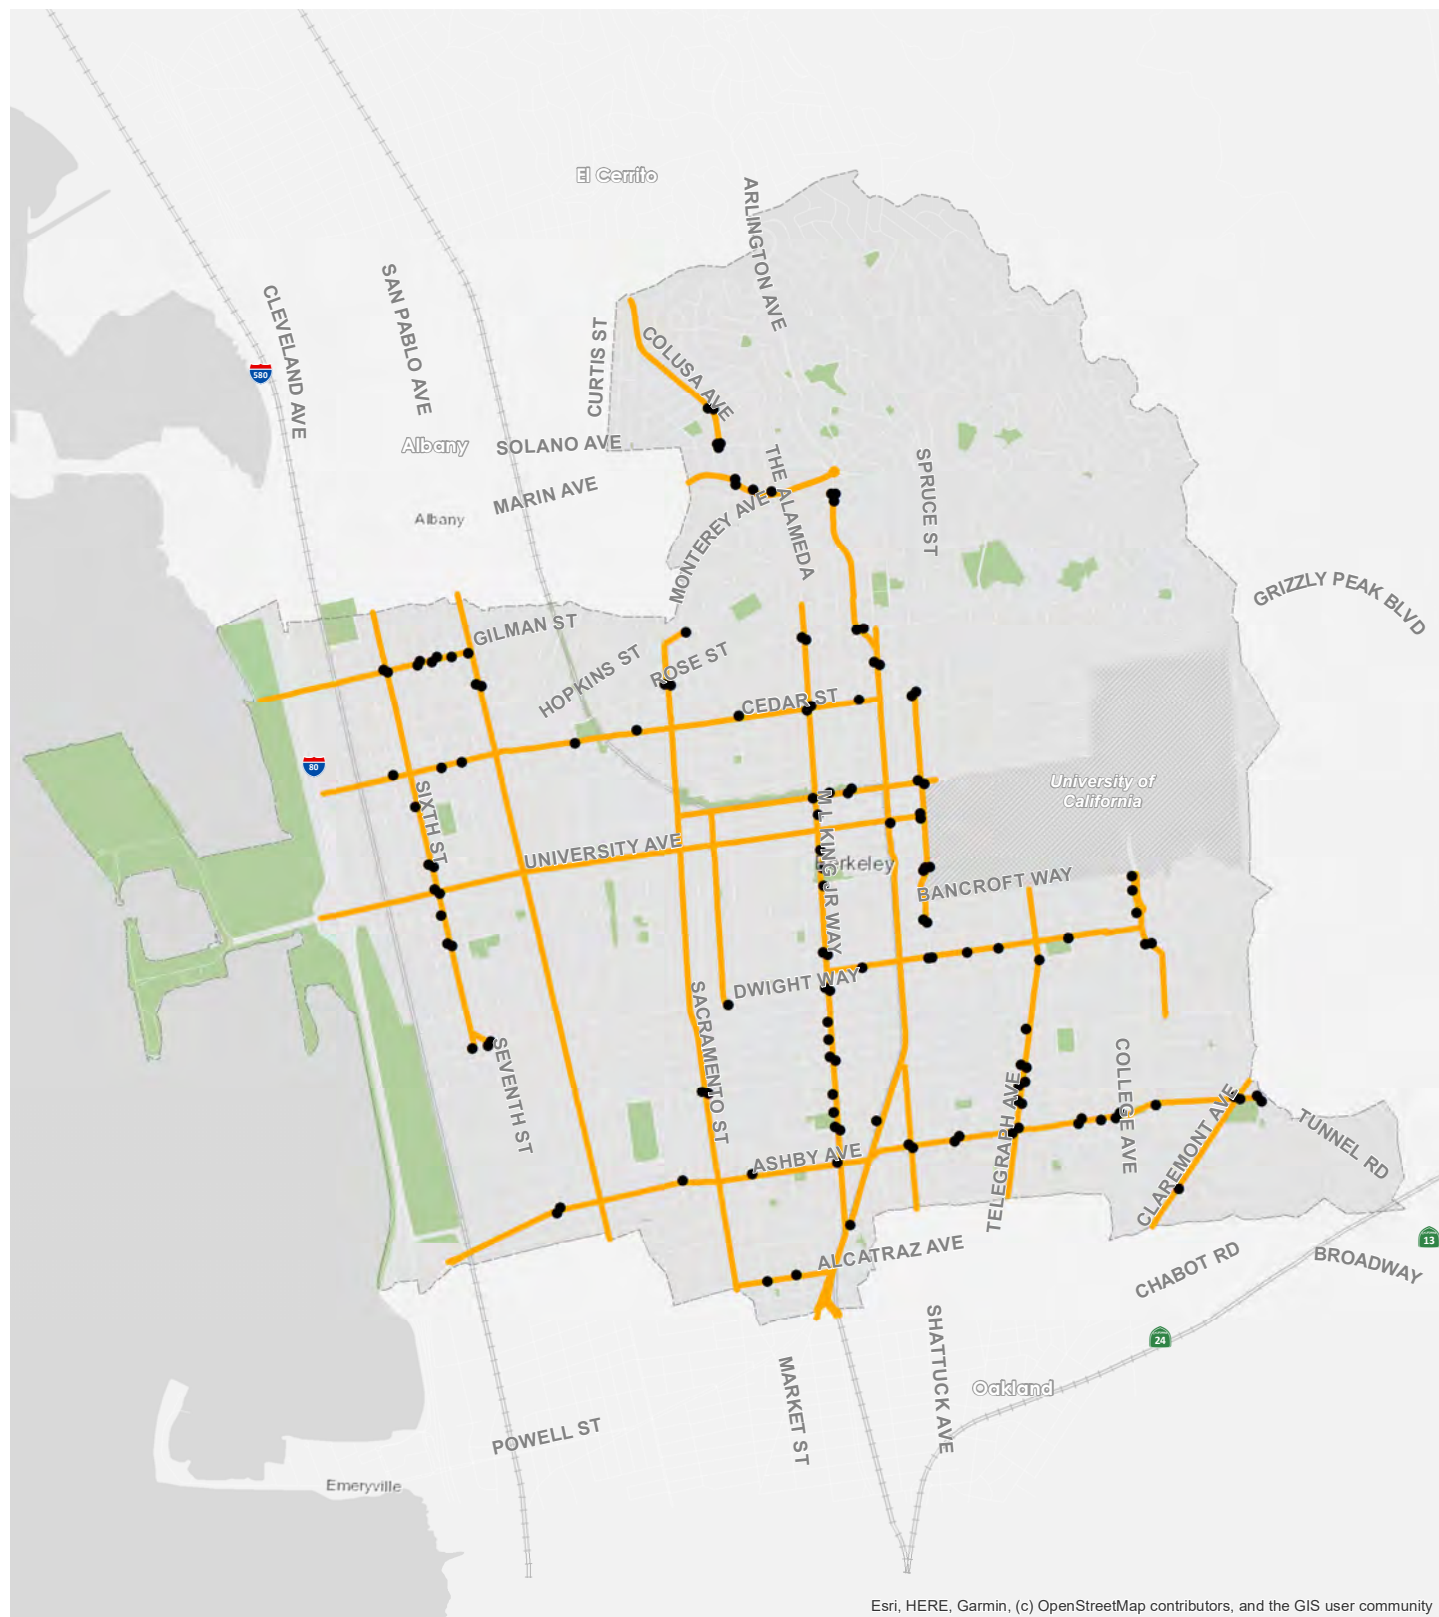 El Cerrito
ARLINGTON AVE
CLEVELAND AVE
SAN PABLO AVE
CURTIS ST
COLUSA AVE
580
Albany
SOLANO AVE
THE ALAMEDA
SPRUCE ST
MARIN AVE
Albany
MONTEREY AVE
GRIZZLY PEAK BLVD
GILMAN ST
HOPKINS ST
ROSE ST
CEDAR ST
80
SIXTH ST
University of
California
M L KING JR WAY
UNIVERSITY AVE
Berkeley
BANCROFT WAY
DWIGHT WAY
SACRAMENTO ST
SEVENTH ST
COLLEGE AVE
TELEGRAPH AVE
CLAREMONT AVE
TUNNEL RD
ASHBY AVE
ALCATRAZ AVE
CHABOT RD
BROADWAY
13
24
SHATTUCK AVE
MARKET ST
Oakland
POWELL ST
Emeryville
Esri, HERE, Garmin, (c) OpenStreetMap contributors, and the GIS user community